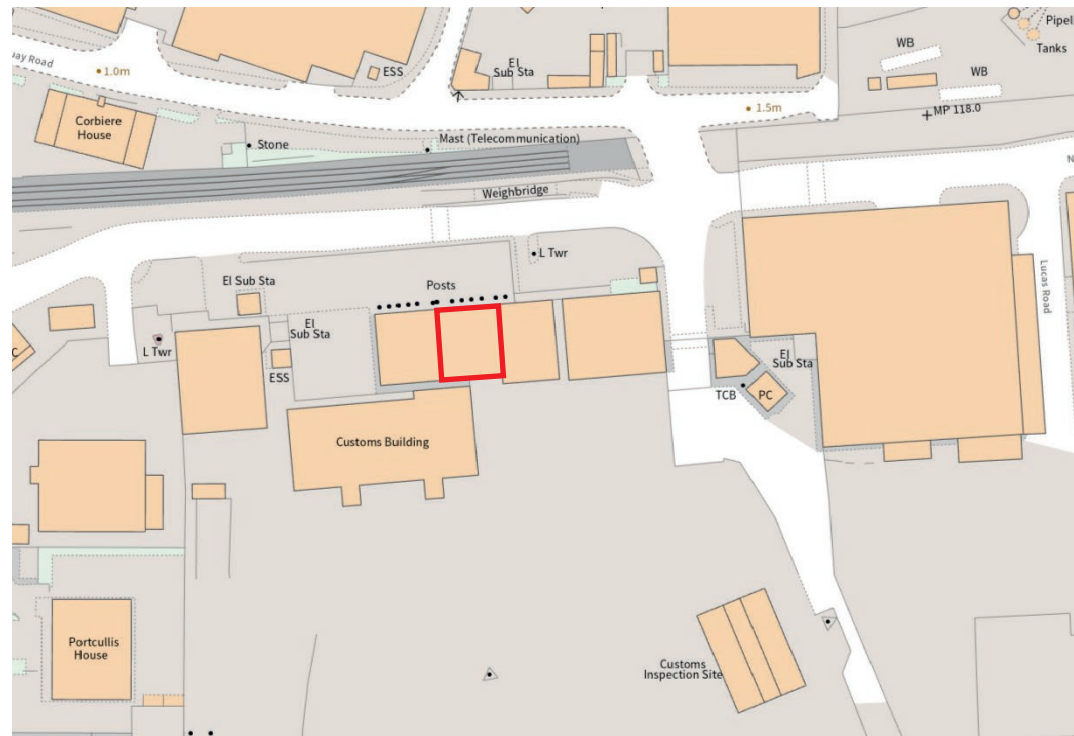 uay Road
1.0m
ESS
El
Sub Sta
WB
Pipel
Tanks
WB
1.5m
MP 118.0
Corbiere
House
Stone
Mast (Telecommunication)
Weighbridge
N
L Twr
El Sub Sta
Posts
Lucas Road
El
Sub Sta
L Twr
C
ESS
El
Sub Sta
TCB
PC
Customs Building
Portcullis
House
Customs
Inspection Site